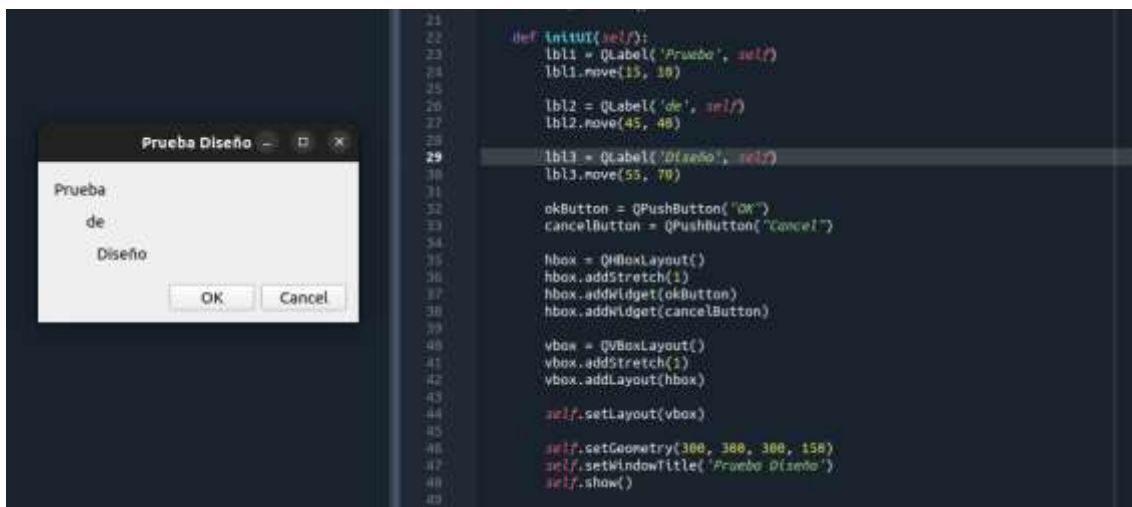 Prueba Diseño
Prueba
de
Diseño
OK
Cancel
21
22 def initUI(self):
23 lbl1 = QLabel('Prueba', self)
24 lbl1.move(15, 10)
25
26 lbl2 = QLabel('de', self)
27 lbl2.move(45, 40)
28
29 lbl3 = QLabel('Diseño', self)
30 lbl3.move(55, 70)
31
32 okButton = QPushButton("OK")
33 cancelButton = QPushButton("Cancel")
34
35 hbox = QHBoxLayout()
36 hbox.addStretch(1)
37 hbox.addWidget(okButton)
38 hbox.addWidget(cancelButton)
39
40 vbox = QVBoxLayout()
41 vbox.addStretch(1)
42 vbox.addLayout(hbox)
43
44 self.setLayout(vbox)
45
46 self.setGeometry(300, 300, 300, 150)
47 self.setWindowTitle('Prueba Diseño')
48 self.show()
49